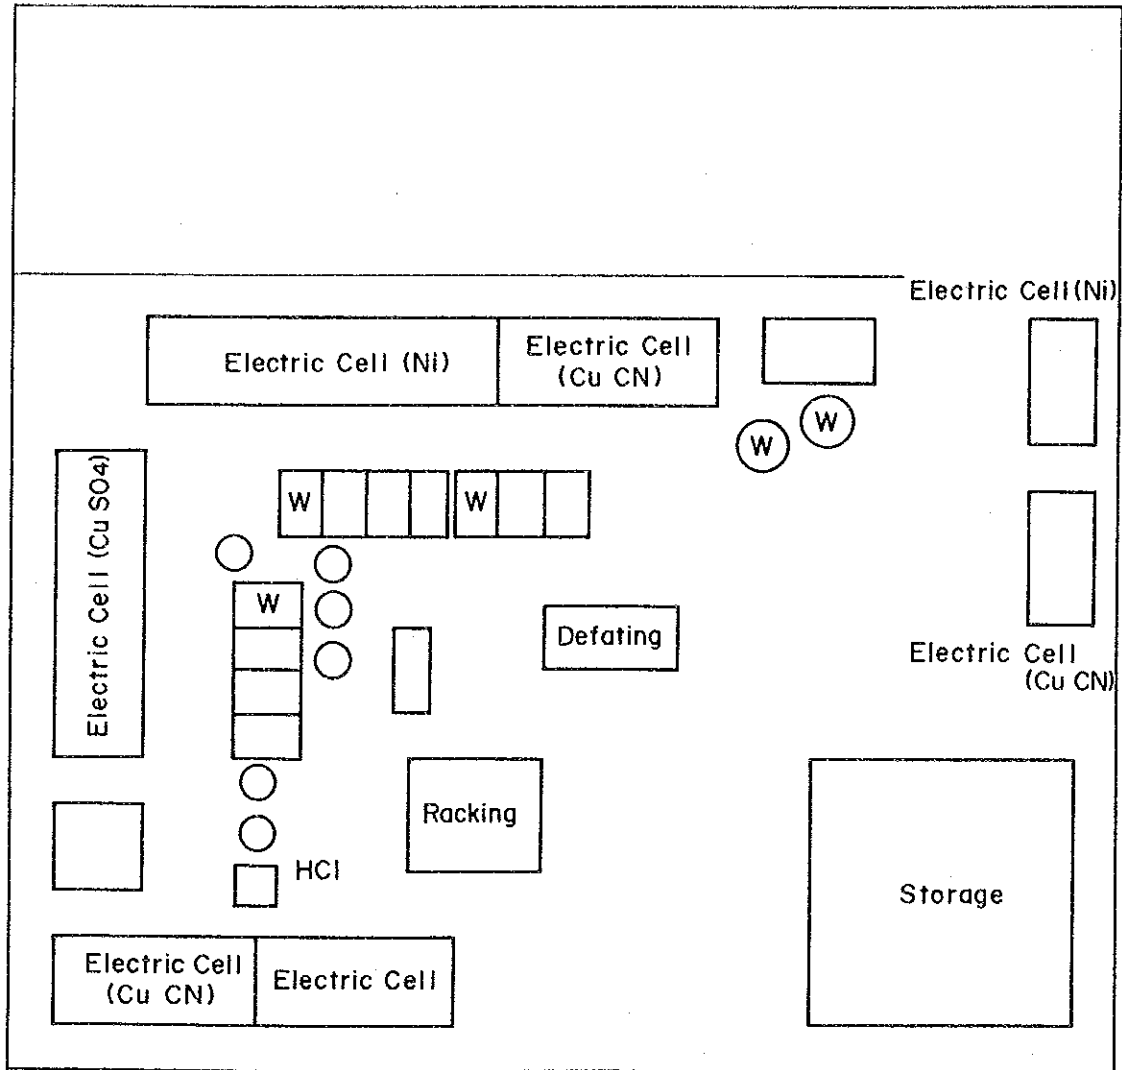 Electric Cell (Ni)
Electric Cell (Ni)
Electric Cell
(Cu CN)
W
W
Electric Cell (Cu SO4)
W
W
W
Defating
Electric Cell
(Cu CN)
Racking
HCl
Storage
Electric Cell
(Cu CN)
Electric Cell